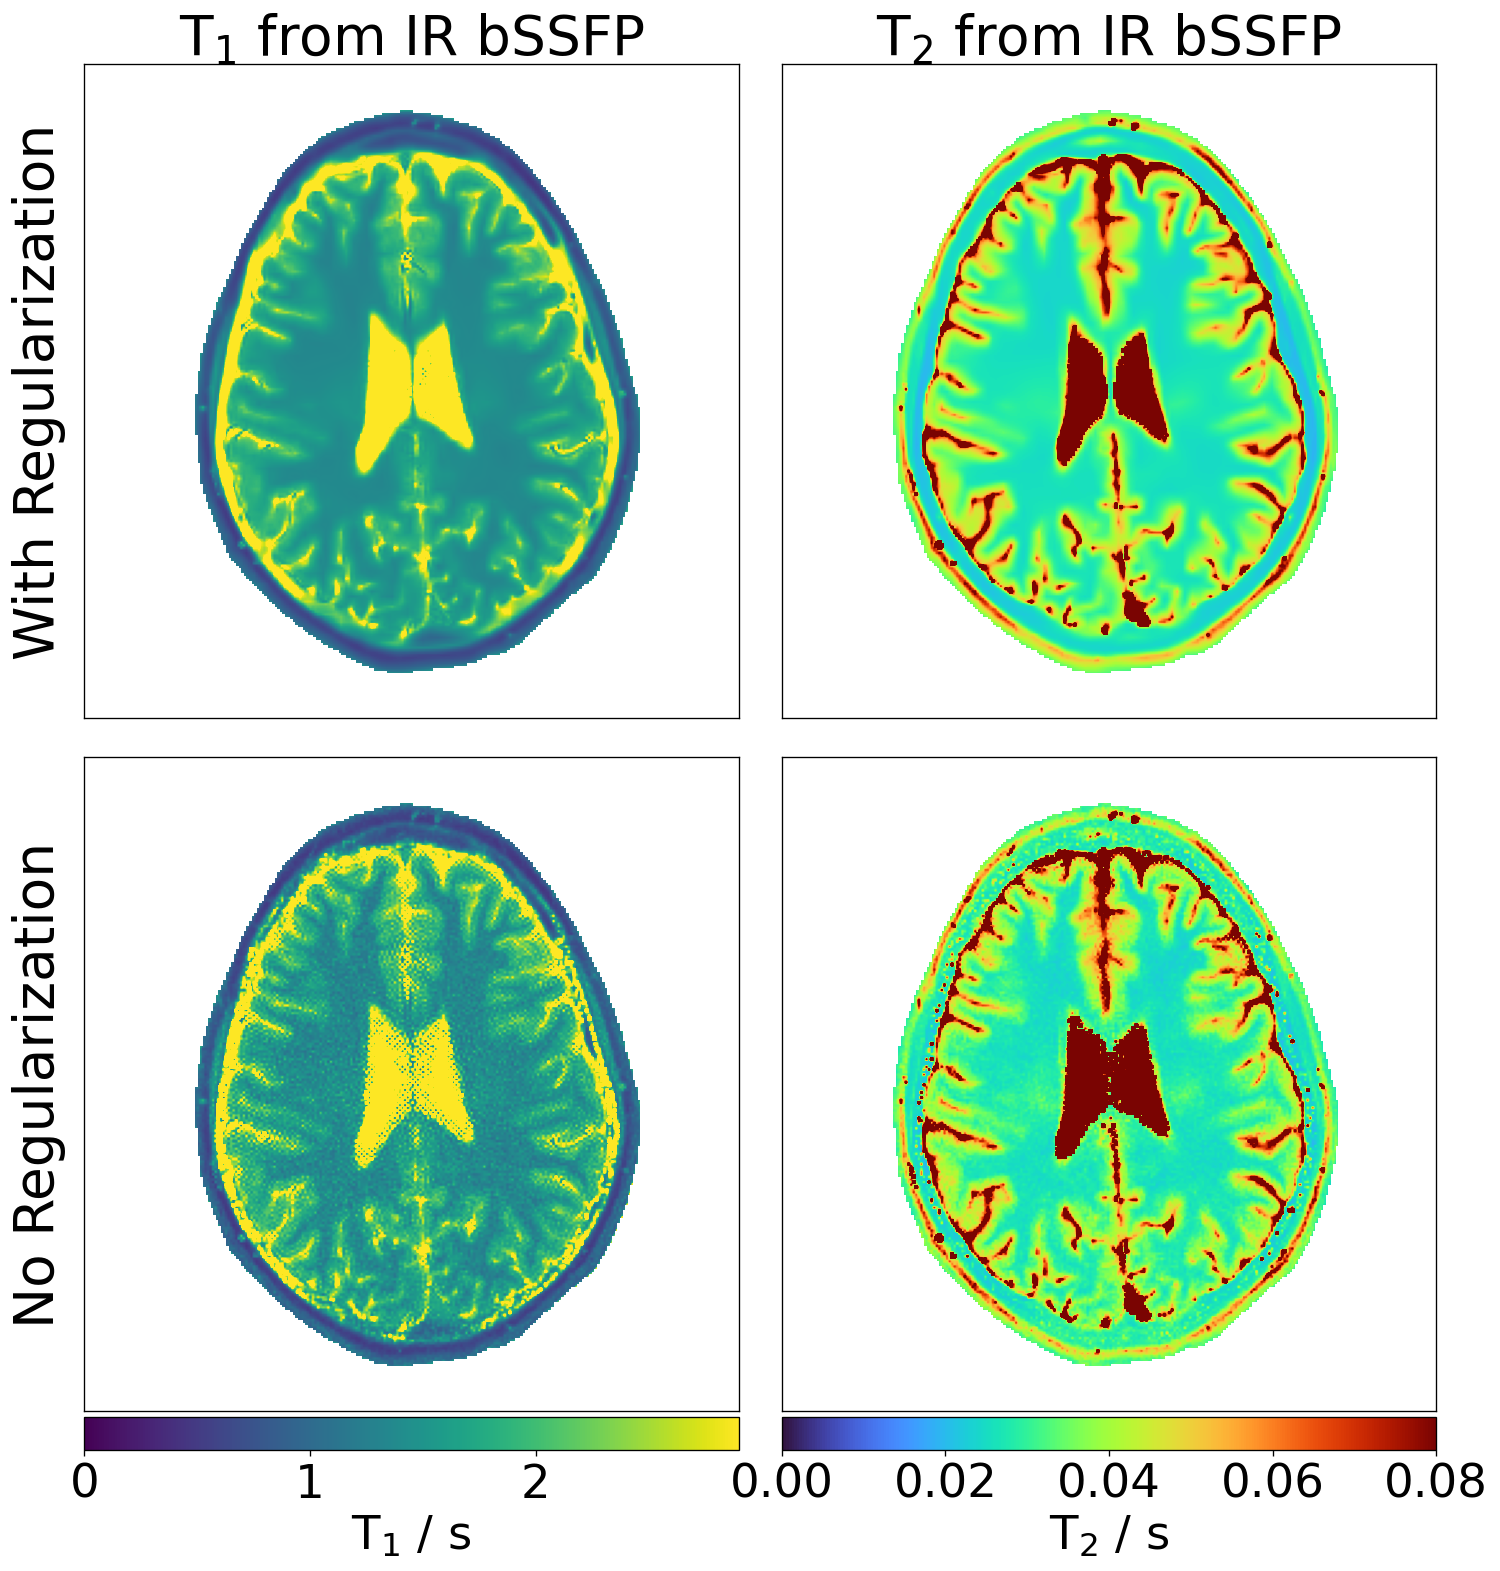 T₁ from IR bSSFP
T₂ from IR bSSFP
With Regularization
No Regularization
0 1 2
0.00 0.02 0.04 0.06 0.08
T₁ / s
T₂ / s